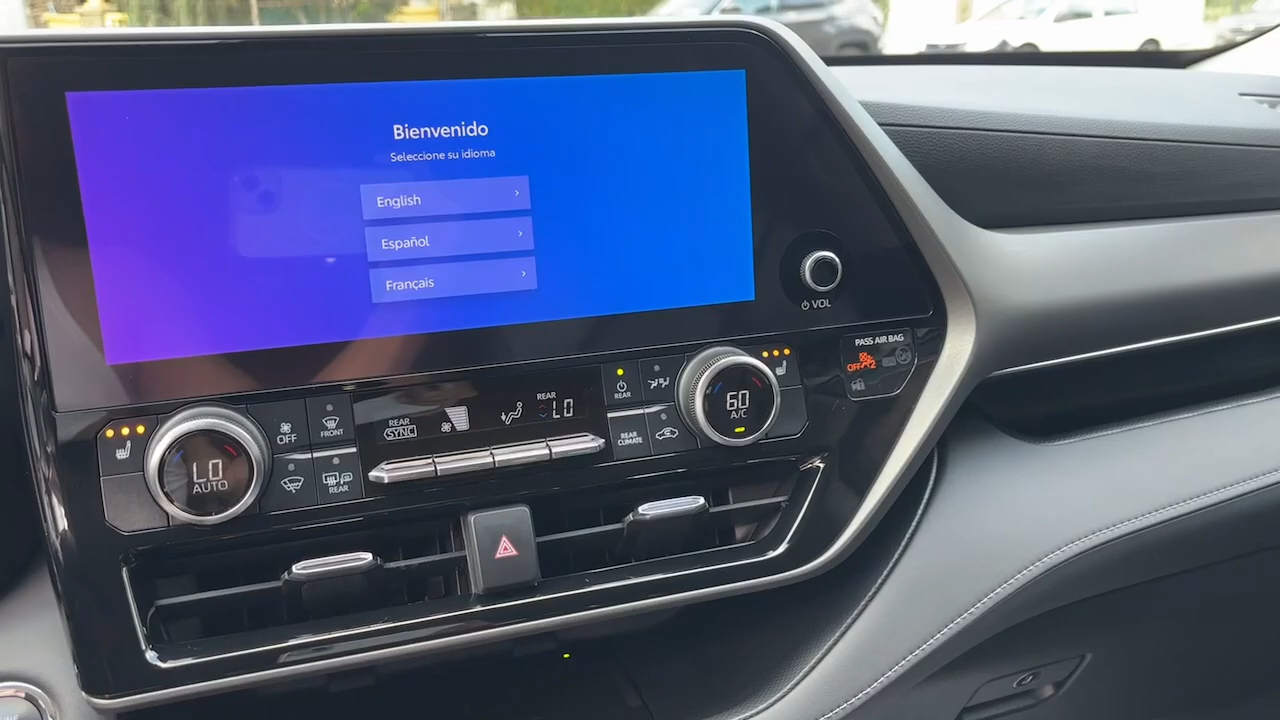 Bienvenido
Seleccione su idioma
English
Español
Français
VOL
PASS AIR BAG
OFF
2
REAR
REAR
LO
60
A/C
REAR
SYNC
OFF
FRONT
REAR
CLIMATE
LO
AUTO
REAR